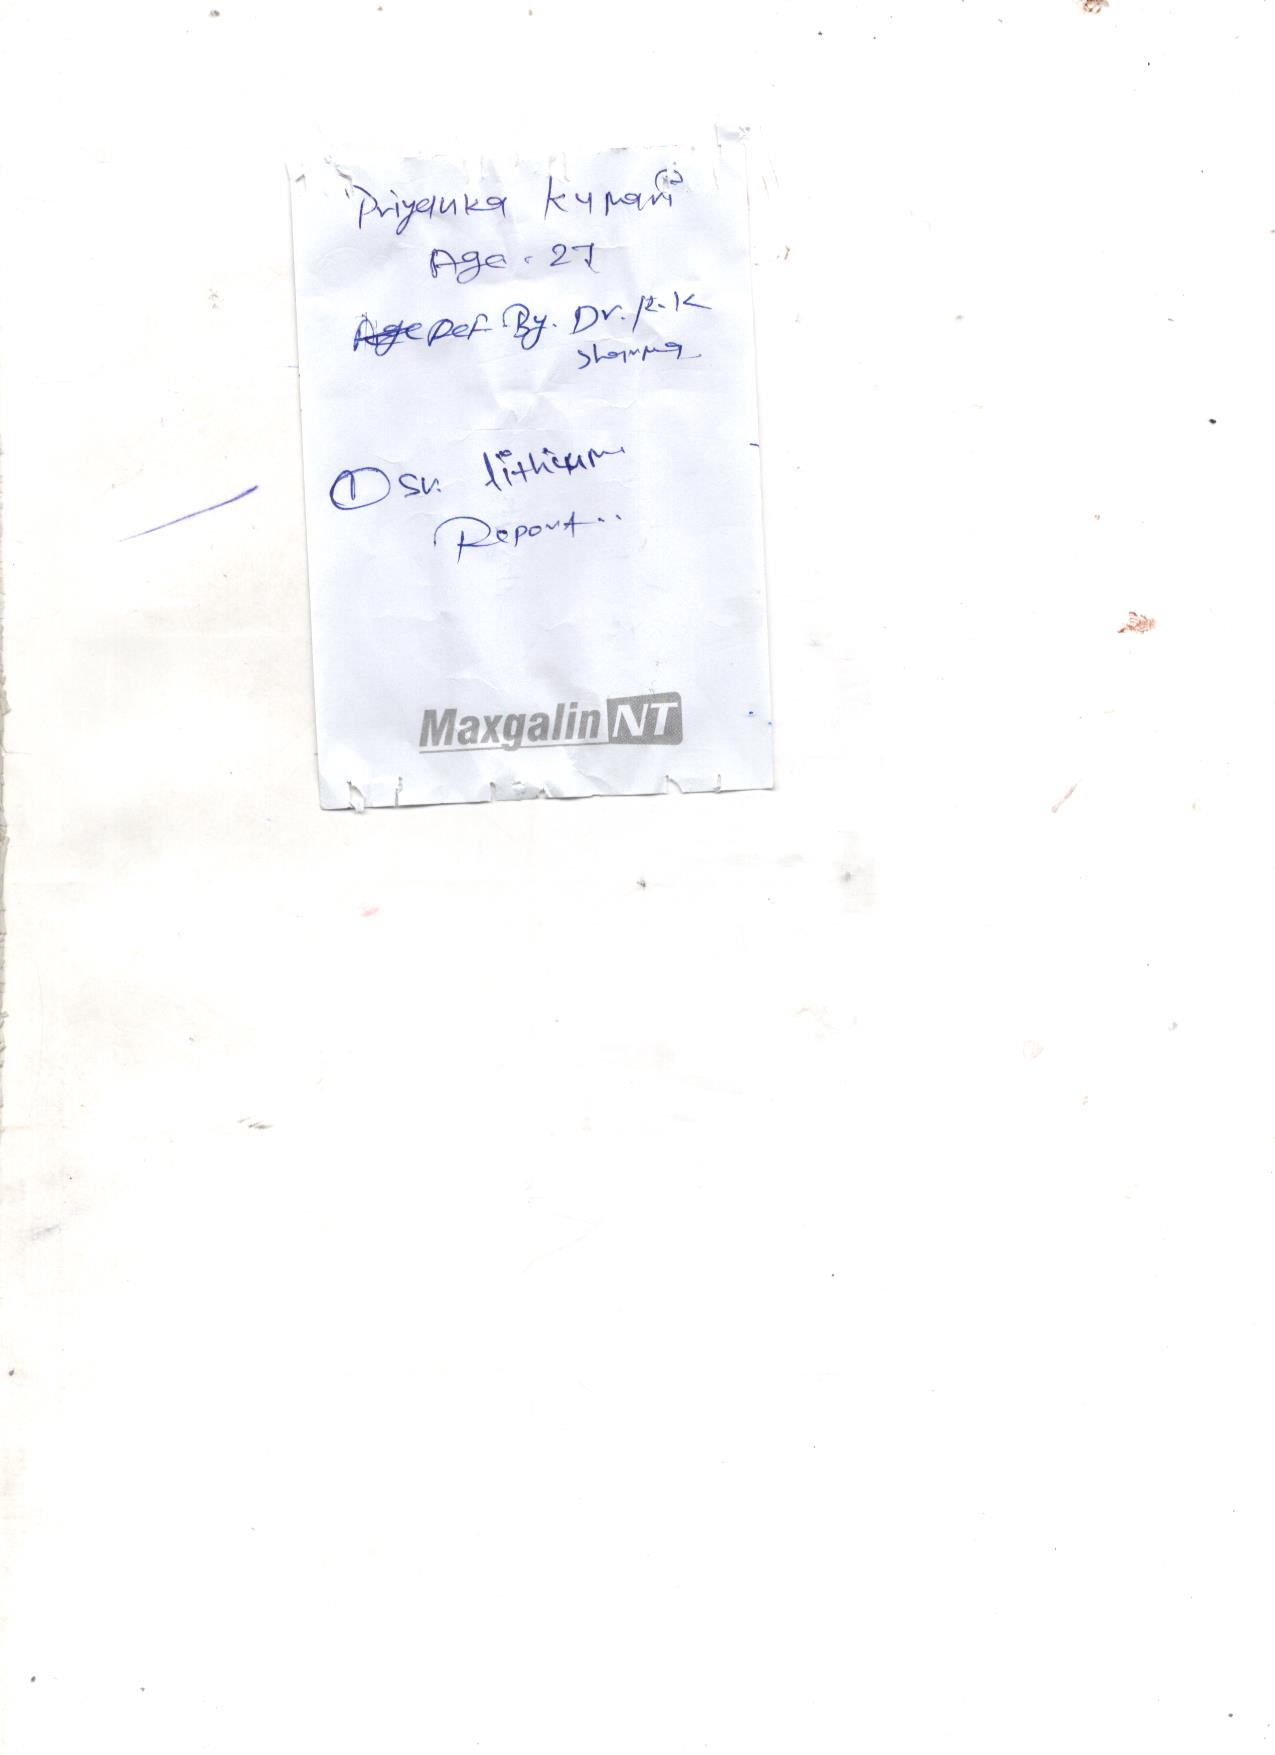 Priyanka Kumari
Age . 27
Age Ref By. Dr. R.K
Sharma
① Sr. lithium
Report..
Maxgalin NT